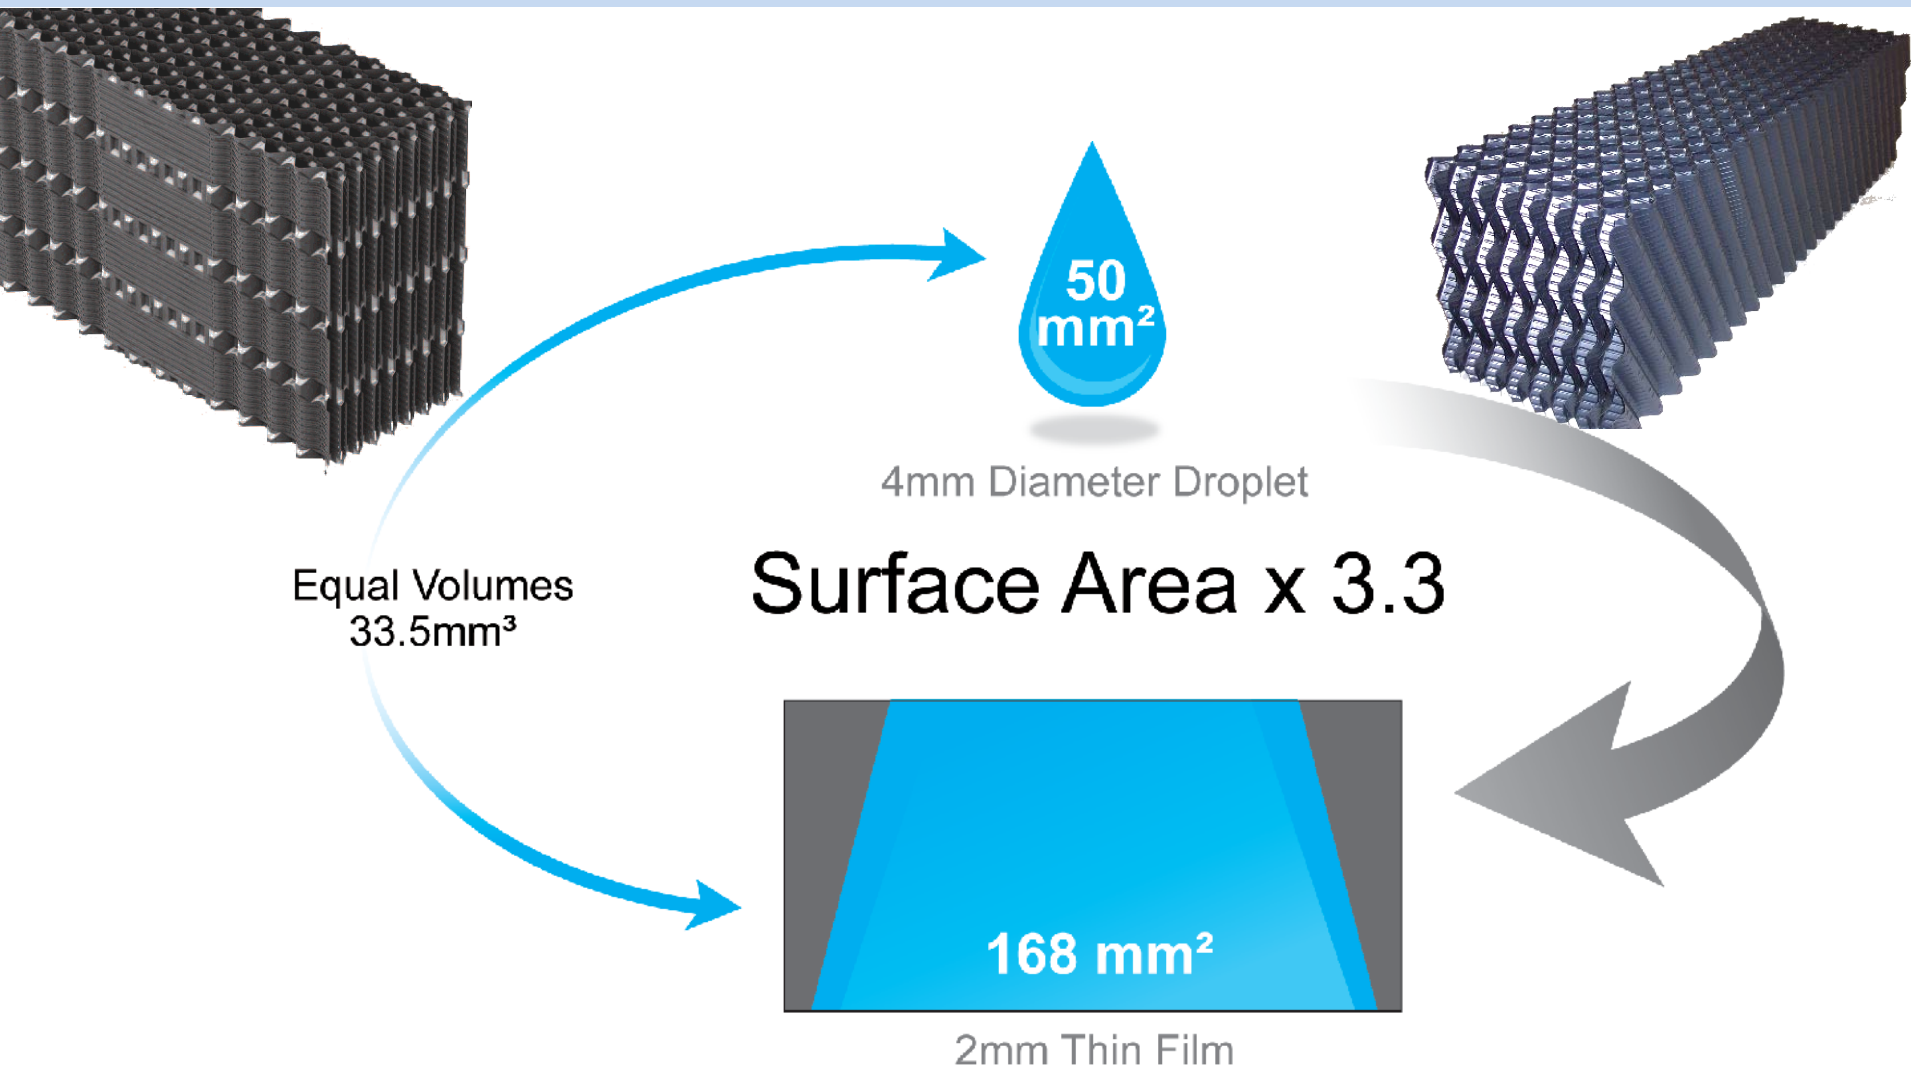 50
mm²
4mm Diameter Droplet
Equal Volumes
33.5mm³
Surface Area x 3.3
168 mm²
2mm Thin Film